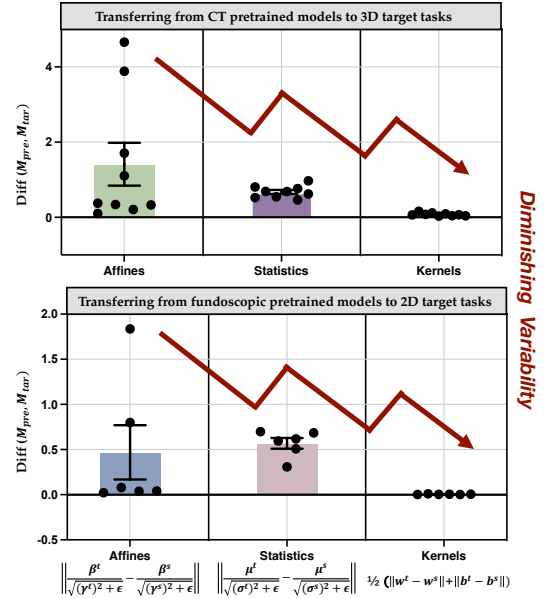 Transferring from CT pretrained models to 3D target tasks
Diff (M_pre, M_tar)
4
2
0
Affines Statistics Kernels
Transferring from fundoscopic pretrained models to 2D target tasks
Diff (M_pre, M_tar)
2.0
1.5
1.0
0.5
0.0
-0.5
Affines Statistics Kernels
‖ β^t / √((γ^t)² + ϵ) − β^s / √((γ^s)² + ϵ) ‖ ‖ μ^t / √((σ^t)² + ϵ) − μ^s / √((σ^s)² + ϵ) ‖ ½ (‖w^t − w^s‖+‖b^t − b^s‖)
Diminishing Variability